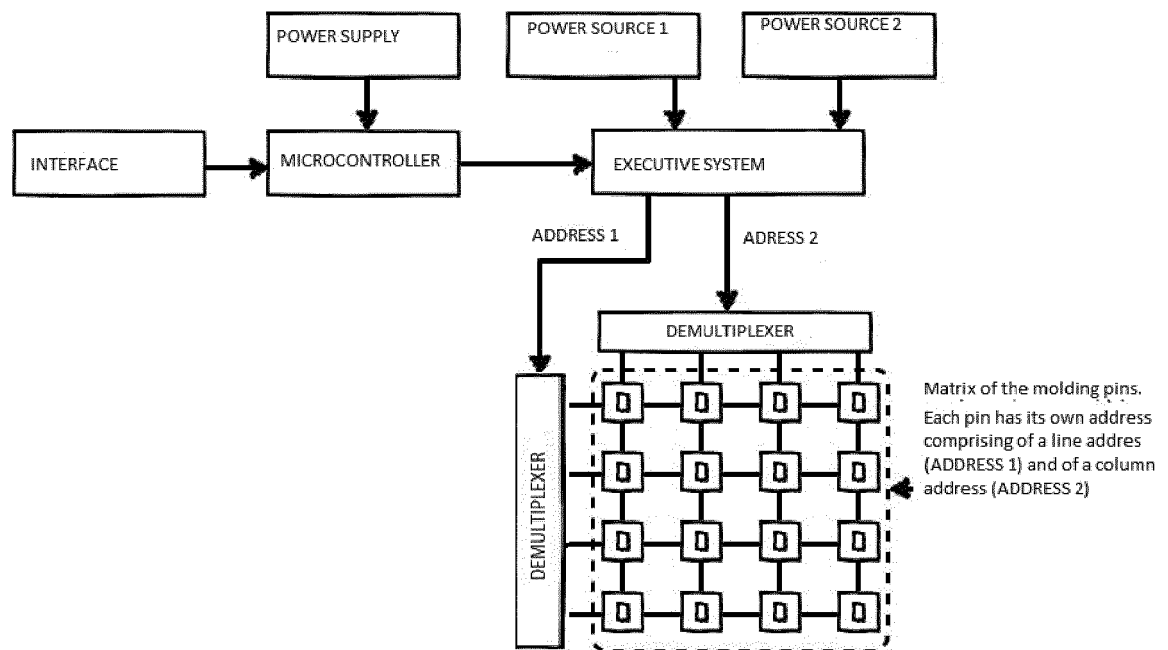 POWER SUPPLY
POWER SOURCE 1
POWER SOURCE 2
INTERFACE
MICROCONTROLLER
EXECUTIVE SYSTEM
ADDRESS 1
ADRESS 2
DEMULTIPLEXER
DEMULTIPLEXER
D D D D
D D D D
D D D D
D D D D
Matrix of the molding pins.
Each pin has its own address
comprising of a line addres
(ADDRESS 1) and of a column
address (ADDRESS 2)